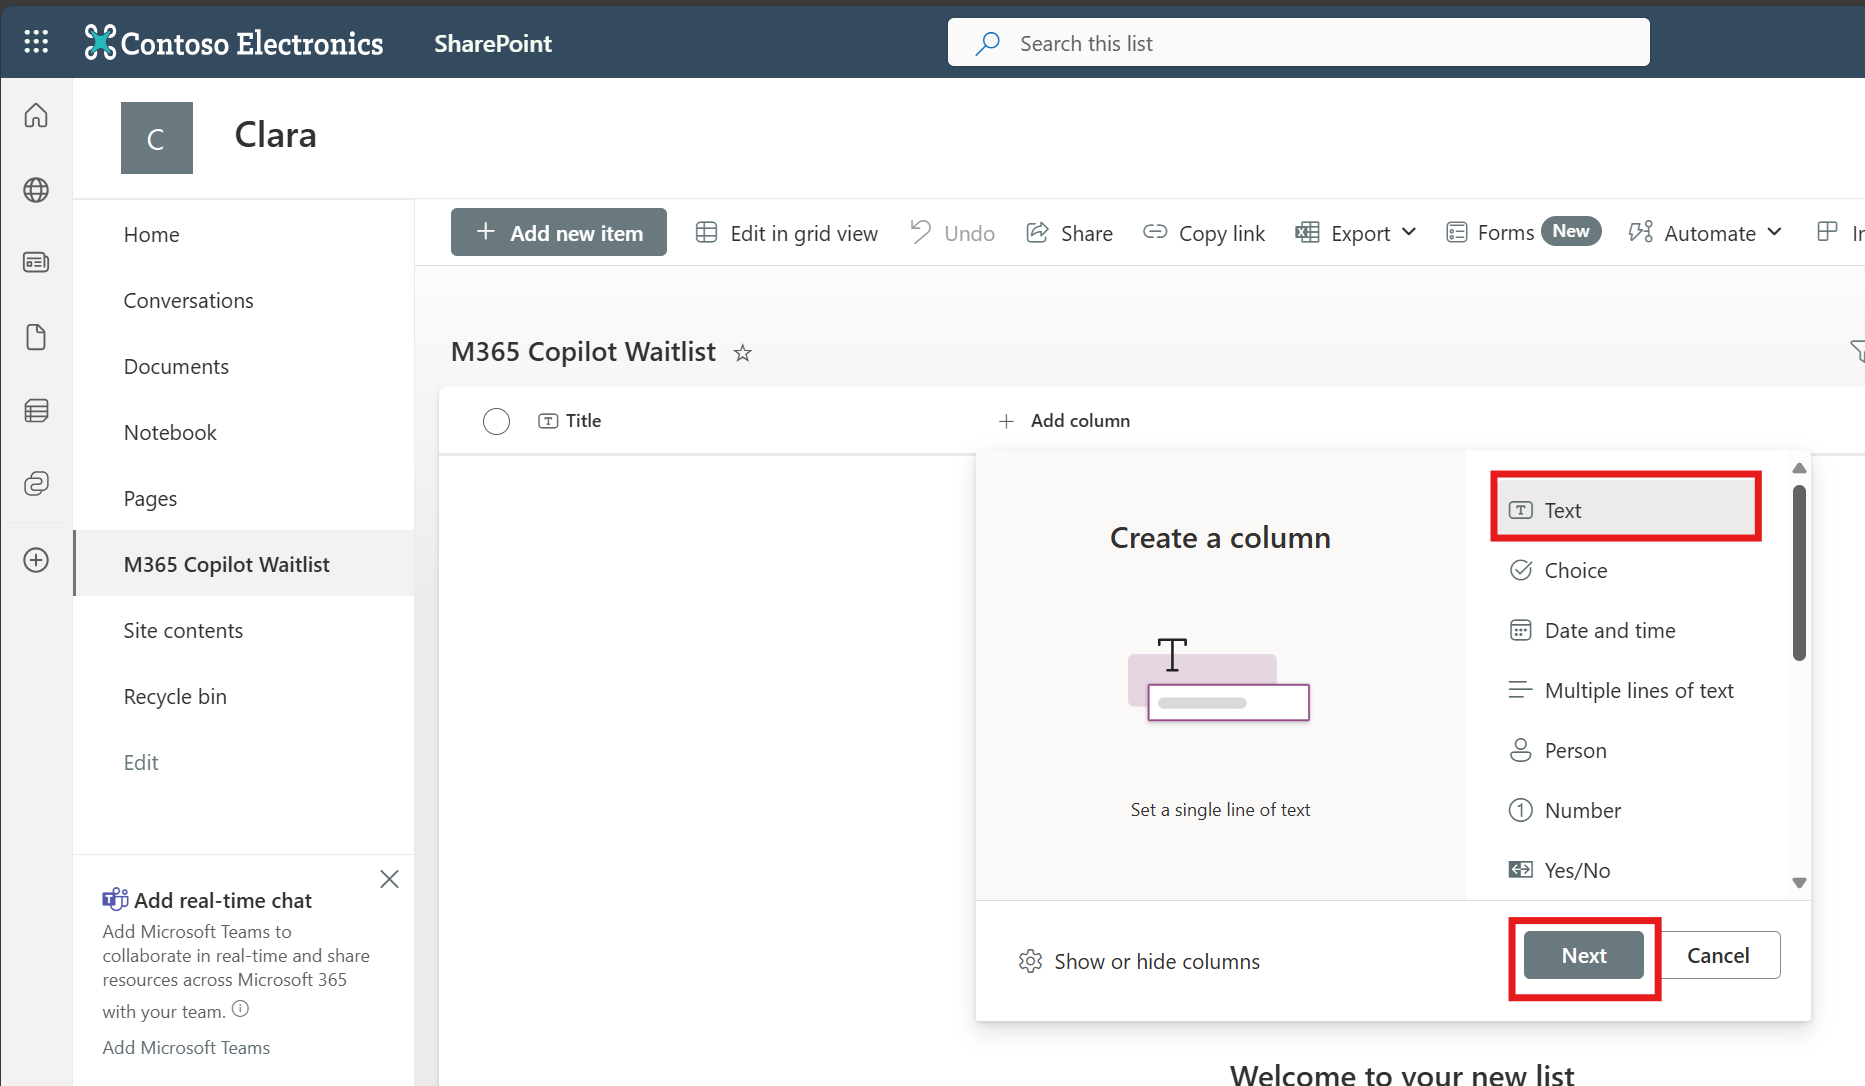 Contoso Electronics
SharePoint
Search this list
C
Clara
Home
Conversations
Documents
Notebook
Pages
M365 Copilot Waitlist
Site contents
Recycle bin
Edit
Add real-time chat
Add Microsoft Teams to
collaborate in real-time and share
resources across Microsoft 365
with your team.
Add Microsoft Teams
Add new item
Edit in grid view
Undo
Share
Copy link
Export
Forms New
Automate
M365 Copilot Waitlist
Title
Add column
Create a column
T
Set a single line of text
Text
Choice
Date and time
Multiple lines of text
Person
Number
Yes/No
Show or hide columns
Next
Cancel
Welcome to your new list